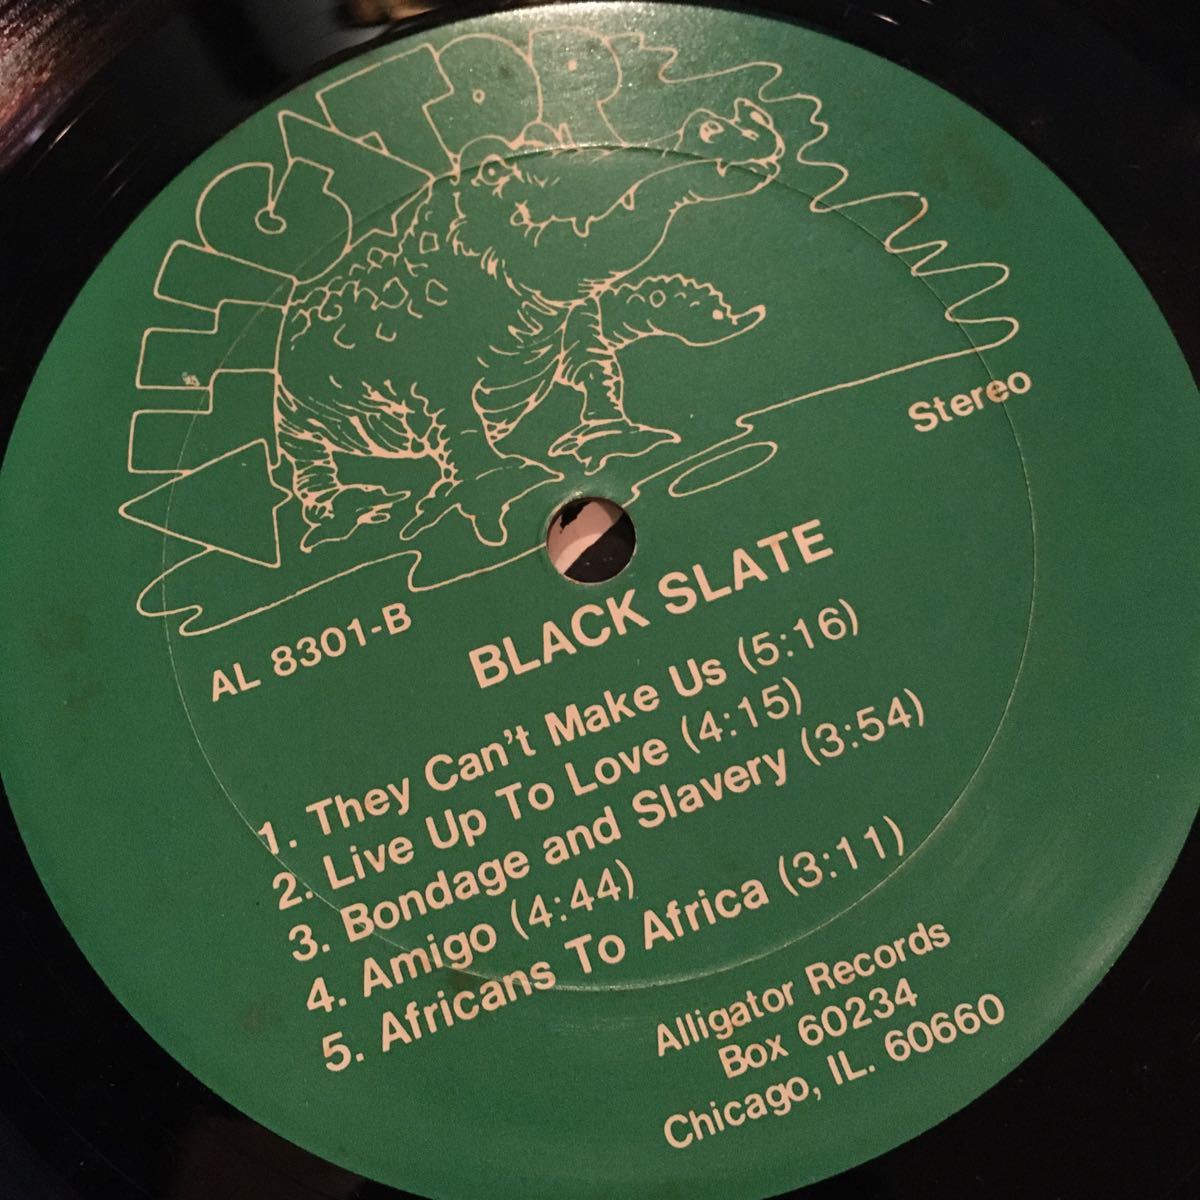 ALLIGATOR
Stereo
AL 8301-B
BLACK SLATE
1. They Can't Make Us (5:16)
2. Live Up To Love (4:15)
3. Bondage and Slavery (3:54)
4. Amigo (4:44)
5. Africans To Africa (3:11)
Alligator Records
Box 60234
Chicago, IL. 60660